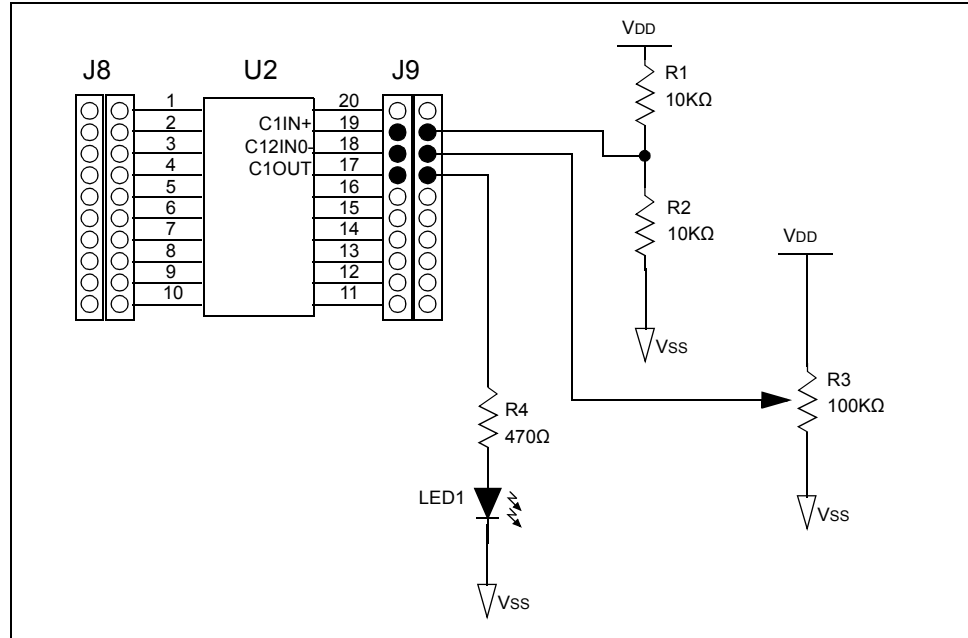 VDD
J8 U2 J9
R1
10KΩ
1 20
2 C1IN+ 19
3 C12IN0- 18
4 C1OUT 17
5 16
6 15
7 14
8 13
9 12
10 11
R2
10KΩ
VDD
VSS
R3
100KΩ
R4
470Ω
LED1
VSS
VSS